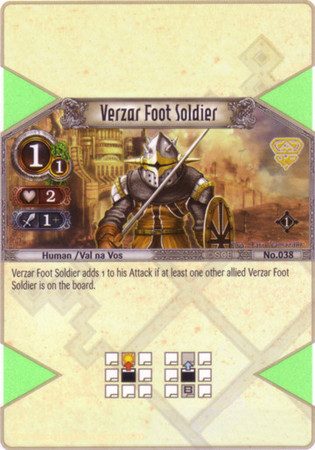 Verzar Foot Soldier
1
1
2
1
Human /Val na Vos
No.038
Verzar Foot Soldier adds 1 to his Attack if at least one other allied Verzar Foot
Soldier is on the board.